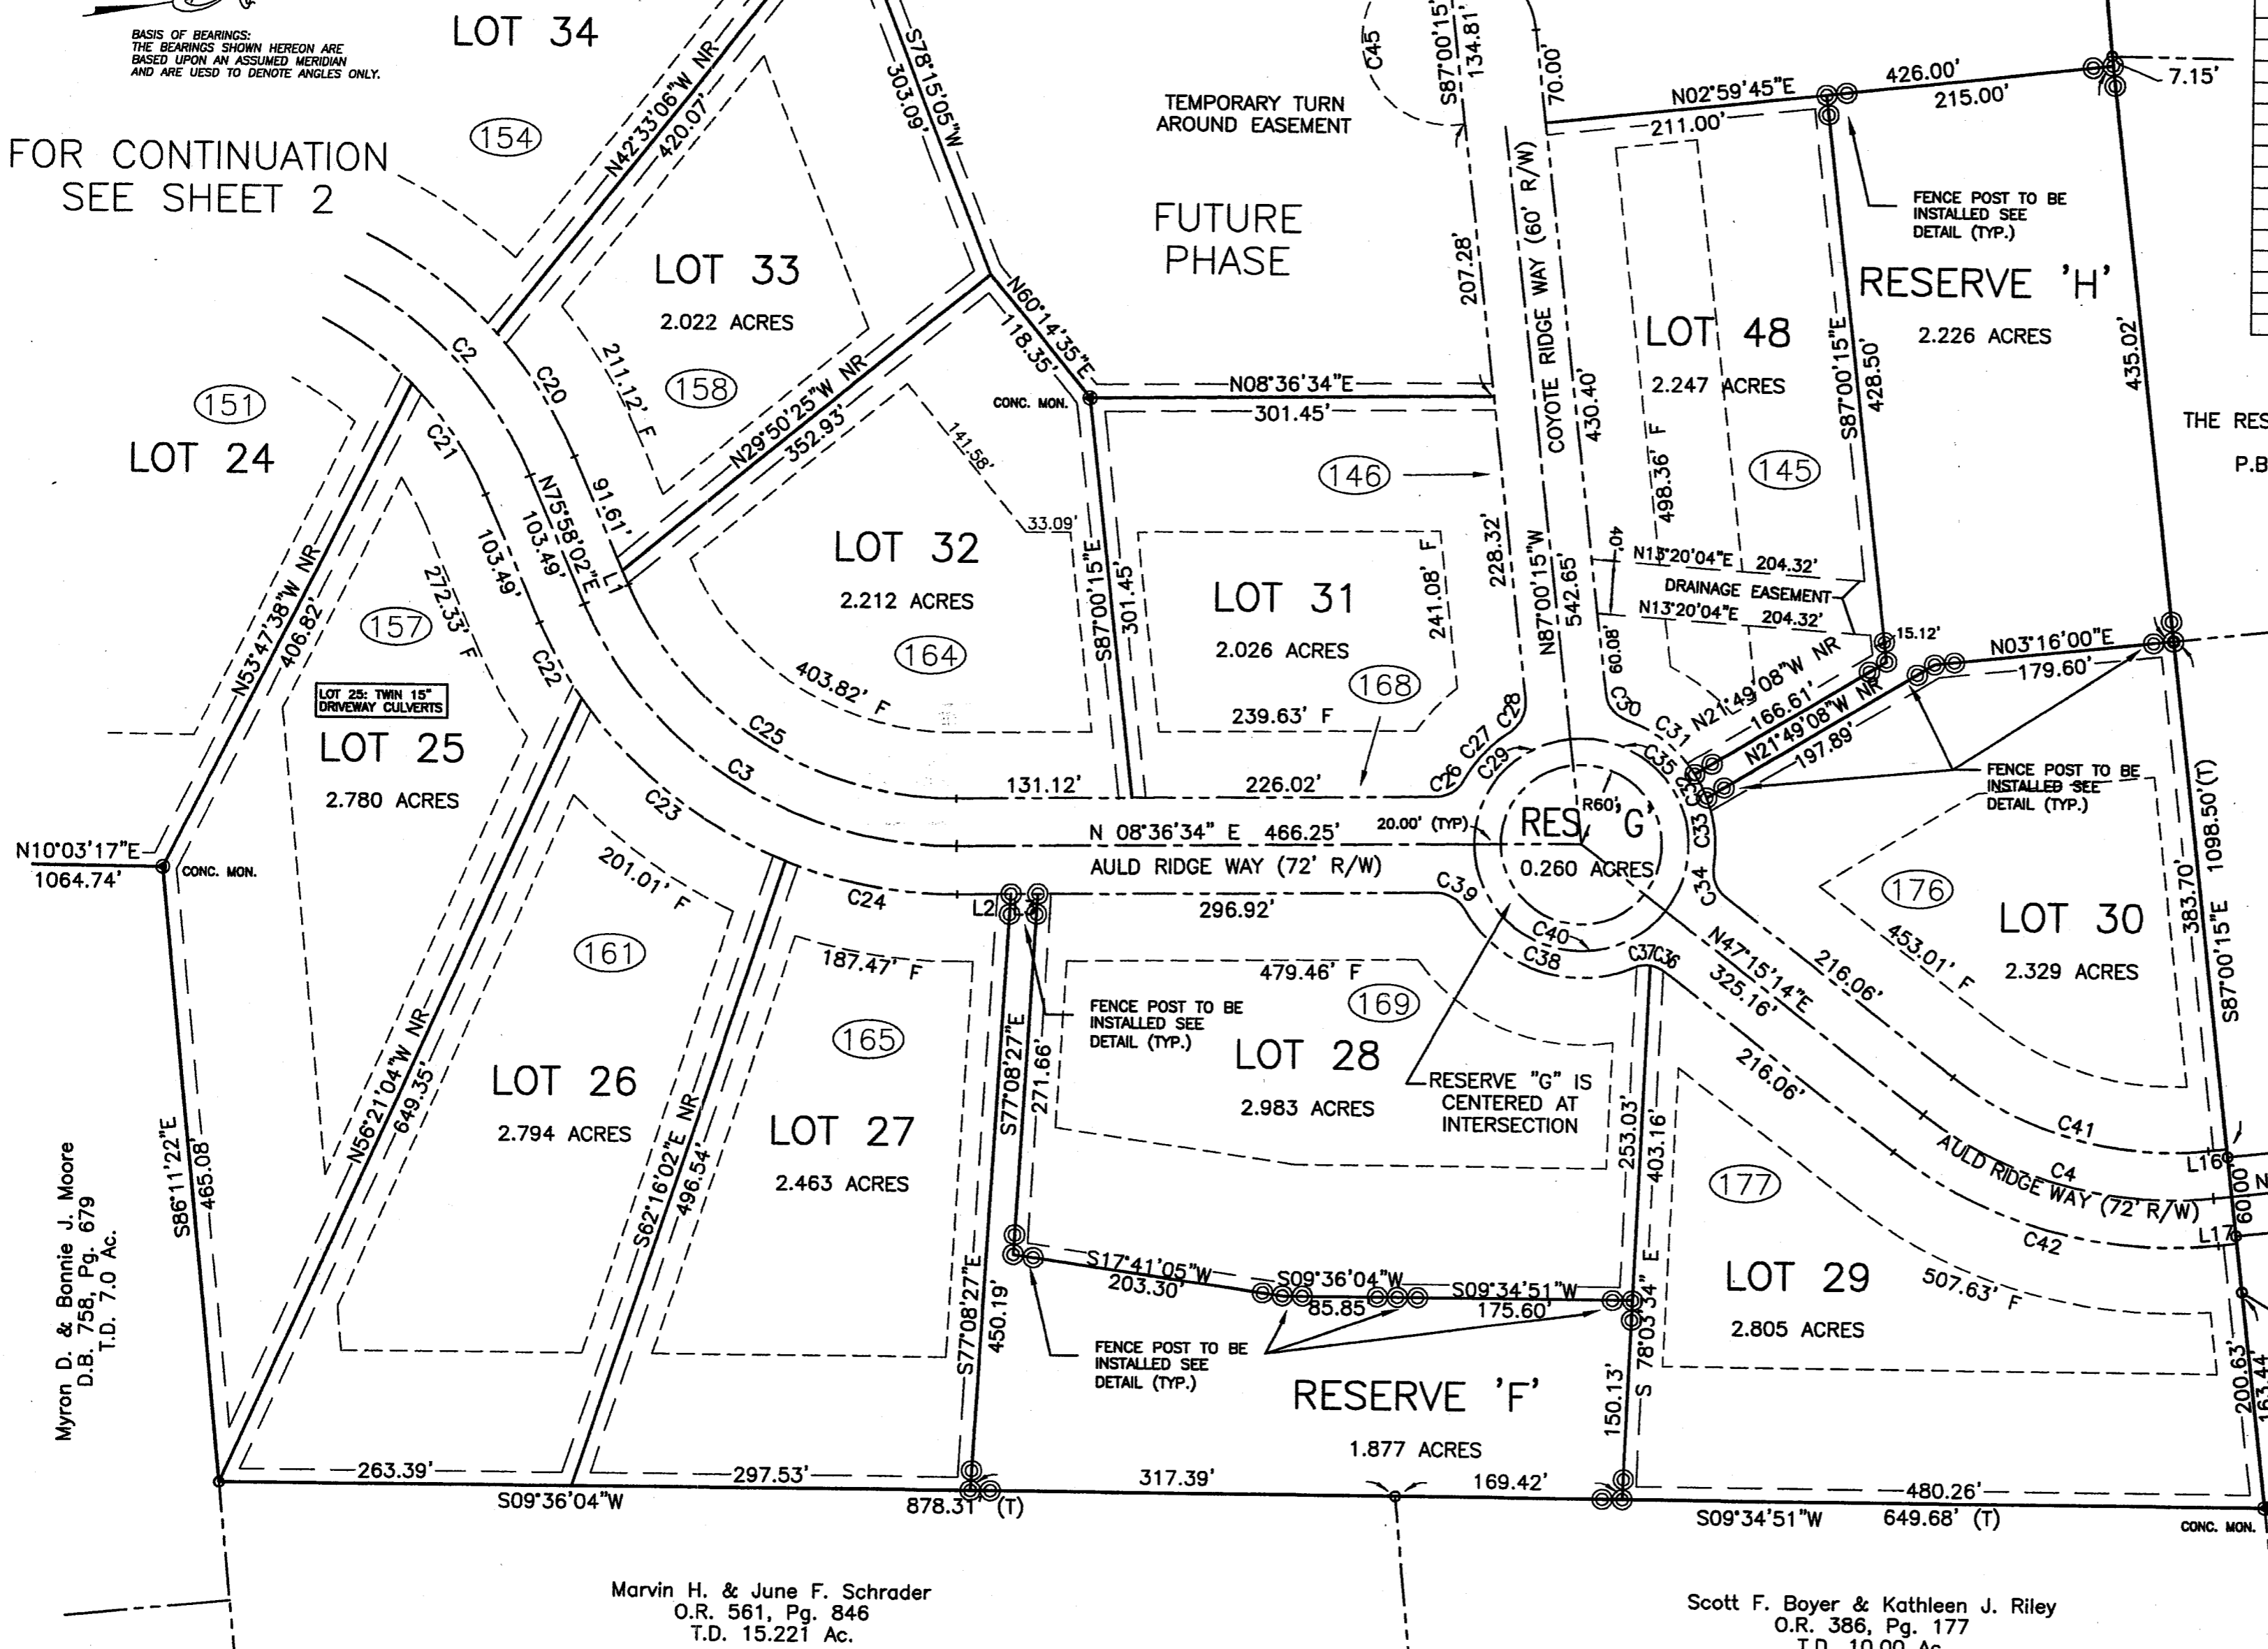 BASIS OF BEARINGS:
THE BEARINGS SHOWN HEREON ARE
BASED UPON AN ASSUMED MERIDIAN
AND ARE UESD TO DENOTE ANGLES ONLY.
LOT 34
154
FOR CONTINUATION
SEE SHEET 2
N42°33'06"W NR
420.07'
S78°15'05"W
303.09'
LOT 33
2.022 ACRES
211.12' F
158
TEMPORARY TURN
AROUND EASEMENT
C45
S87°00'15"
134.81'
70.00'
N02°59'45"E
211.00'
426.00'
215.00'
7.15'
FUTURE
PHASE
207.28'
COYOTE RIDGE WAY (60' R/W)
430.40'
FENCE POST TO BE
INSTALLED SEE
DETAIL (TYP.)
RESERVE 'H'
2.226 ACRES
435.02'
LOT 48
2.247 ACRES
S87°00'15"E
428.50'
498.36' F
145
THE RES
P.B
C2
C20
C21
151
LOT 24
N60°14'35"E
118.35'
CONC. MON.
N08°36'34"E
301.45'
146
N29°50'25"W NR
352.93'
141.58'
33.09'
91.61'
L1
N75°58'02"E
103.49'
103.49'
C22
LOT 32
2.212 ACRES
403.82' F
164
S87°00'15"E
301.45'
LOT 31
2.026 ACRES
241.08' F
168
239.63' F
228.32'
N87°00'15"W
542.65'
40'
60.08'
N13°20'04"E 204.32'
DRAINAGE EASEMENT
N13°20'04"E 204.32'
15.12'
N03°16'00"E
179.60'
N21°49'08"W NR
166.61'
N21°49'08"W NR
197.89'
N53°47'38"W NR
406.82'
157
272.33' F
LOT 25: TWIN 15"
DRIVEWAY CULVERTS
LOT 25
2.780 ACRES
C25
C3
C23
C24
131.12'
226.02'
C26
C27
C28
C29
C30
C31
C35
C33
C34
FENCE POST TO BE
INSTALLED SEE
DETAIL (TYP.)
N 08°36'34" E 466.25'
AULD RIDGE WAY (72' R/W)
20.00' (TYP)
R60'
RES 'G'
0.260 ACRES
N10°03'17"E
1064.74'
CONC. MON.
L2
296.92'
C39
C40
C38
C37
C36
176
LOT 30
2.329 ACRES
453.01' F
383.70'
S87°00'15"E 1098.50'(T)
201.01' F
161
LOT 26
2.794 ACRES
187.47' F
165
LOT 27
2.463 ACRES
N56°21'04"W NR
649.35'
S62°16'02"E NR
496.54'
S77°08'27"E
271.66'
S77°08'27"E
450.19'
FENCE POST TO BE
INSTALLED SEE
DETAIL (TYP.)
479.46' F
169
LOT 28
2.983 ACRES
RESERVE "G" IS
CENTERED AT
INTERSECTION
253.03'
403.16'
S 78°03'34" E
150.13'
N47°15'14"E
325.16'
216.06'
216.06'
C41
C4
AULD RIDGE WAY (72' R/W)
C42
L16
L17
60.00'
N
177
LOT 29
2.805 ACRES
507.63' F
200.63'
163.44'
S86°11'22"E
465.08'
Myron D. & Bonnie J. Moore
D.B. 758, Pg. 679
T.D. 7.0 Ac.
S17°41'05"W
203.30'
S09°36'04"W
85.85'
S09°34'51"W
175.60'
FENCE POST TO BE
INSTALLED SEE
DETAIL (TYP.)
RESERVE 'F'
1.877 ACRES
263.39'
297.53'
317.39'
169.42'
480.26'
S09°36'04"W
878.31' (T)
S09°34'51"W
649.68' (T)
CONC. MON.
Marvin H. & June F. Schrader
O.R. 561, Pg. 846
T.D. 15.221 Ac.
Scott F. Boyer & Kathleen J. Riley
O.R. 386, Pg. 177
T.D. 10.00 Ac.